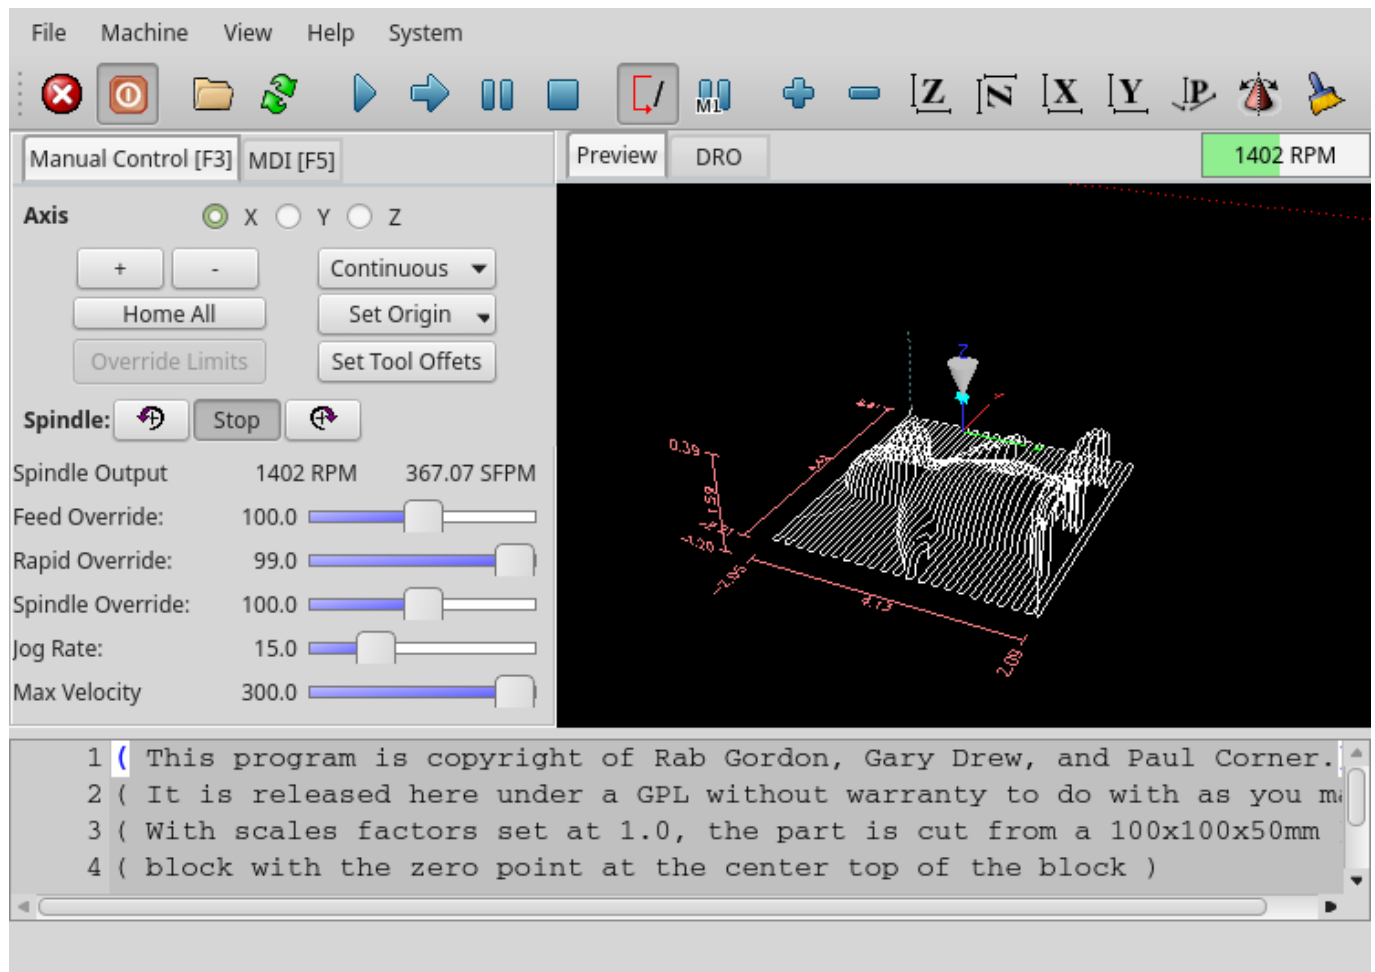 File Machine View Help System
M1 Z N X Y P
Manual Control [F3] MDI [F5] Preview DRO 1402 RPM
Axis X Y Z
+ - Continuous
Home All Set Origin
Override Limits Set Tool Offets
Spindle: Stop
Spindle Output 1402 RPM 367.07 SFPM
Feed Override: 100.0
Rapid Override: 99.0
Spindle Override: 100.0
Jog Rate: 15.0
Max Velocity 300.0
Z
0.39
-1.20
4.13
2.09
1 ( This program is copyright of Rab Gordon, Gary Drew, and Paul Corner.
2 ( It is released here under a GPL without warranty to do with as you
3 ( With scales factors set at 1.0, the part is cut from a 100x100x50mm
4 ( block with the zero point at the center top of the block )